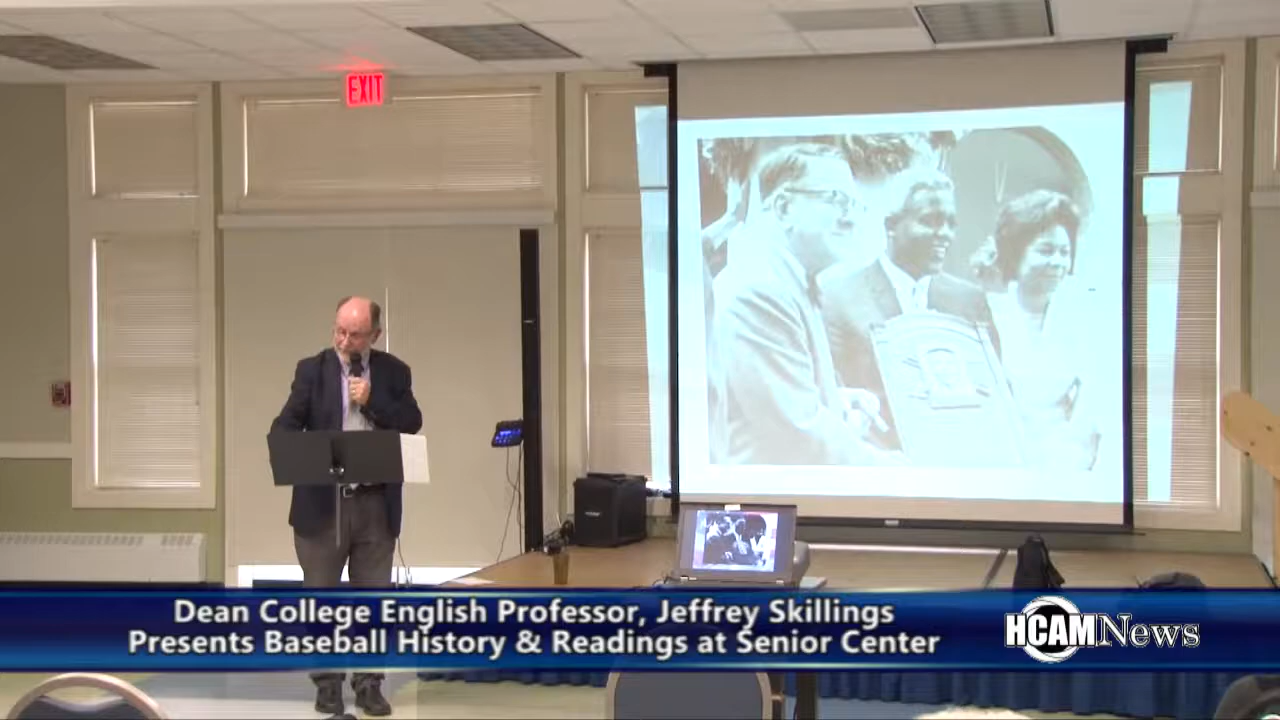 EXIT
Dean College English Professor, Jeffrey Skillings
Presents Baseball History & Readings at Senior Center
HCAMNews